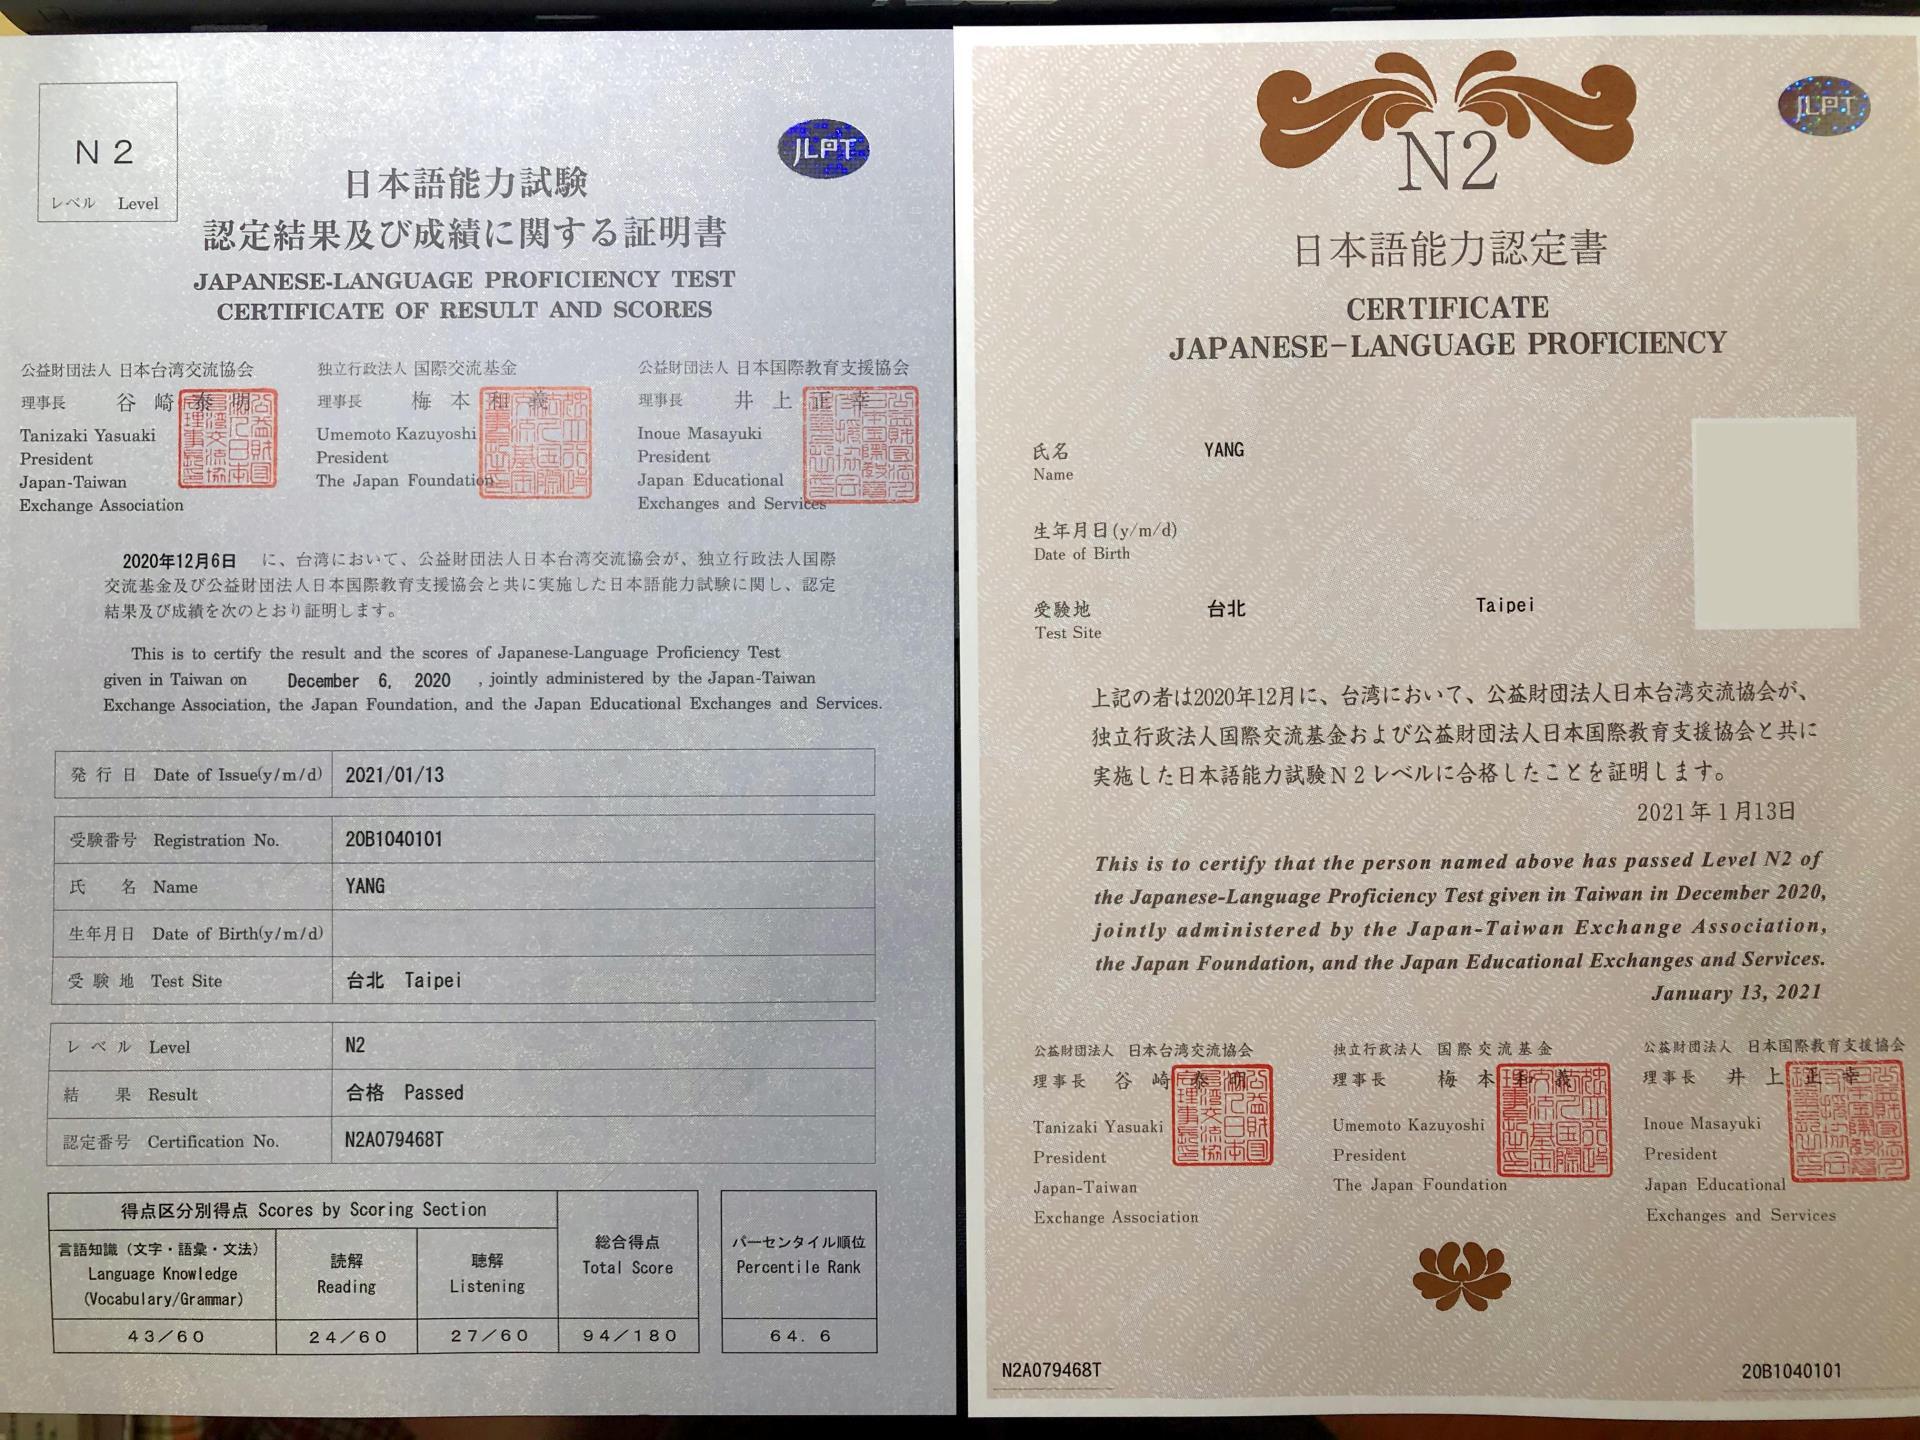 N2
レベル Level
JLPT
日本語能力試験
認定結果及び成績に関する証明書
JAPANESE-LANGUAGE PROFICIENCY TEST
CERTIFICATE OF RESULT AND SCORES
公益財団法人 日本台湾交流協会
理事長 谷崎泰明
Tanizaki Yasuaki
President
Japan-Taiwan
Exchange Association
独立行政法人 国際交流基金
理事長 梅本和義
Umemoto Kazuyoshi
President
The Japan Foundation
公益財団法人 日本国際教育支援協会
理事長 井上正幸
Inoue Masayuki
President
Japan Educational
Exchanges and Services
2020年12月6日 に、台湾において、公益財団法人日本台湾交流協会が、独立行政法人国際
交流基金及び公益財団法人日本国際教育支援協会と共に実施した日本語能力試験に関し、認定
結果及び成績を次のとおり証明します。
This is to certify the result and the scores of Japanese-Language Proficiency Test
given in Taiwan on December 6, 2020 , jointly administered by the Japan-Taiwan
Exchange Association, the Japan Foundation, and the Japan Educational Exchanges and Services.
発行日 Date of Issue(y/m/d) 2021/01/13
受験番号 Registration No. 20B1040101
氏名 Name YANG
生年月日 Date of Birth(y/m/d)
受験地 Test Site 台北 Taipei
レベル Level N2
結果 Result 合格 Passed
認定番号 Certification No. N2A079468T
得点区分別得点 Scores by Scoring Section
言語知識（文字・語彙・文法）
Language Knowledge
(Vocabulary/Grammar)
読解
Reading
聴解
Listening
総合得点
Total Score
パーセンタイル順位
Percentile Rank
43/60 24/60 27/60 94/180 64.6
N2
JLPT
日本語能力認定書
CERTIFICATE
JAPANESE-LANGUAGE PROFICIENCY
氏名 YANG
Name
生年月日(y/m/d)
Date of Birth
受験地 台北 Taipei
Test Site
上記の者は2020年12月に、台湾において、公益財団法人日本台湾交流協会が、
独立行政法人国際交流基金および公益財団法人日本国際教育支援協会と共に
実施した日本語能力試験N2レベルに合格したことを証明します。
2021年1月13日
This is to certify that the person named above has passed Level N2 of
the Japanese-Language Proficiency Test given in Taiwan in December 2020,
jointly administered by the Japan-Taiwan Exchange Association,
the Japan Foundation, and the Japan Educational Exchanges and Services.
January 13, 2021
公益財団法人 日本台湾交流協会
理事長 谷崎泰明
Tanizaki Yasuaki
President
Japan-Taiwan
Exchange Association
独立行政法人 国際交流基金
理事長 梅本和義
Umemoto Kazuyoshi
President
The Japan Foundation
公益財団法人 日本国際教育支援協会
理事長 井上正幸
Inoue Masayuki
President
Japan Educational
Exchanges and Services
N2A079468T
20B1040101